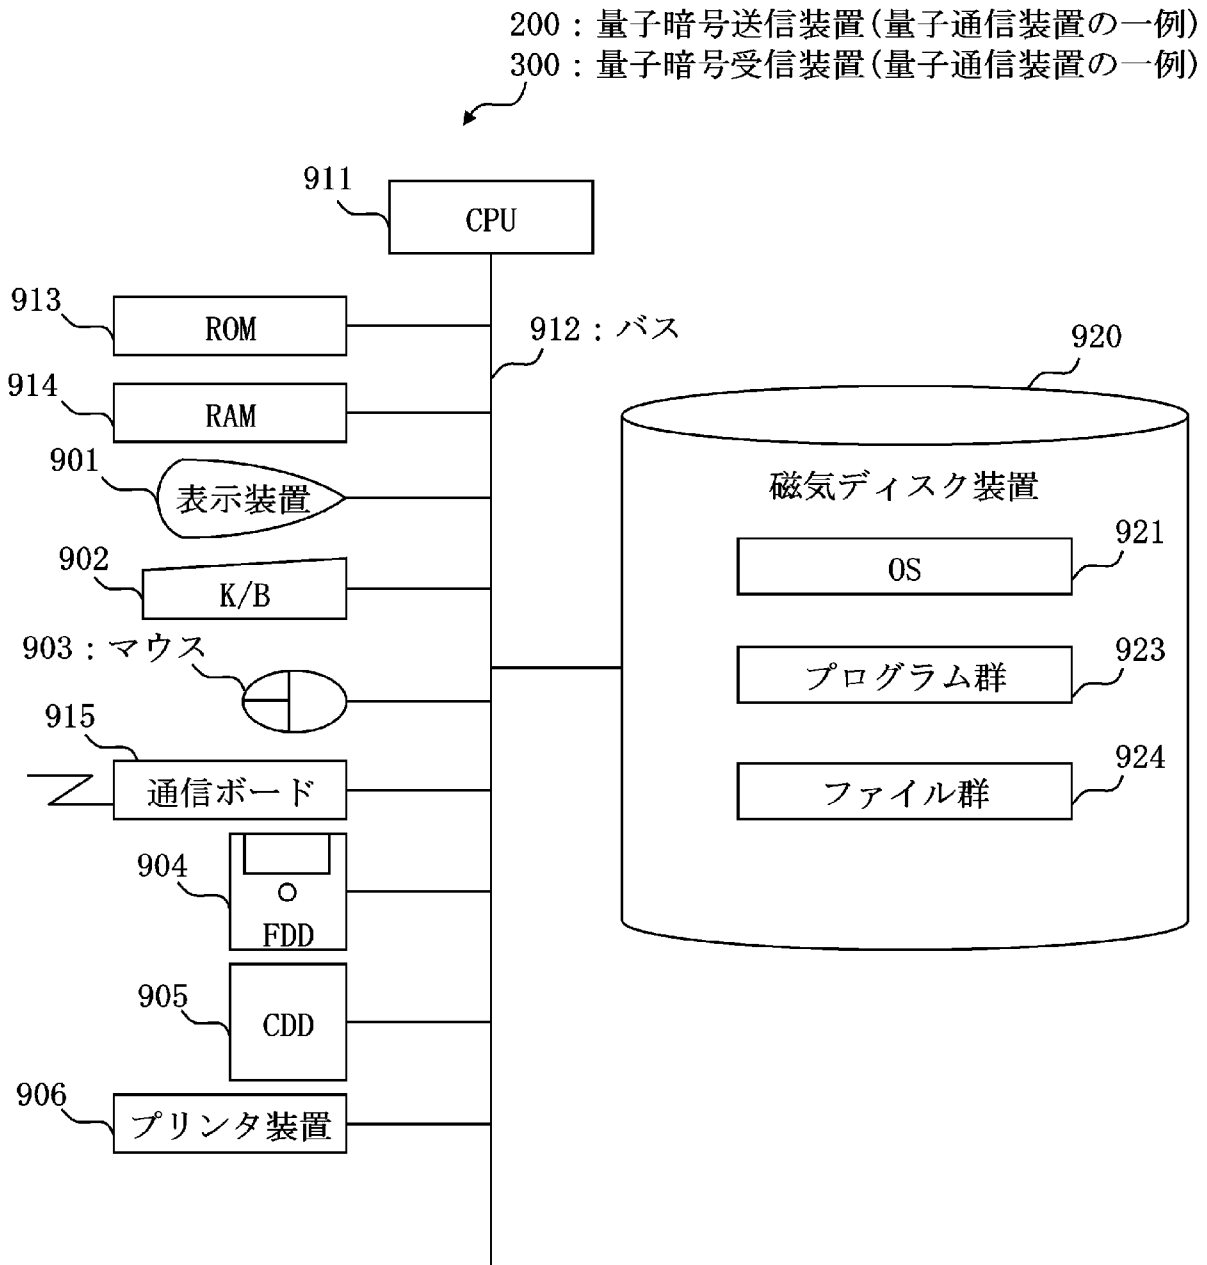 200：量子暗号送信装置(量子通信装置の一例)
300：量子暗号受信装置(量子通信装置の一例)
911
CPU
913
ROM
912：バス
920
914
RAM
901
表示装置
磁気ディスク装置
921
OS
902
K/B
903：マウス
923
プログラム群
915
通信ボード
924
ファイル群
904
FDD
905
CDD
906
プリンタ装置